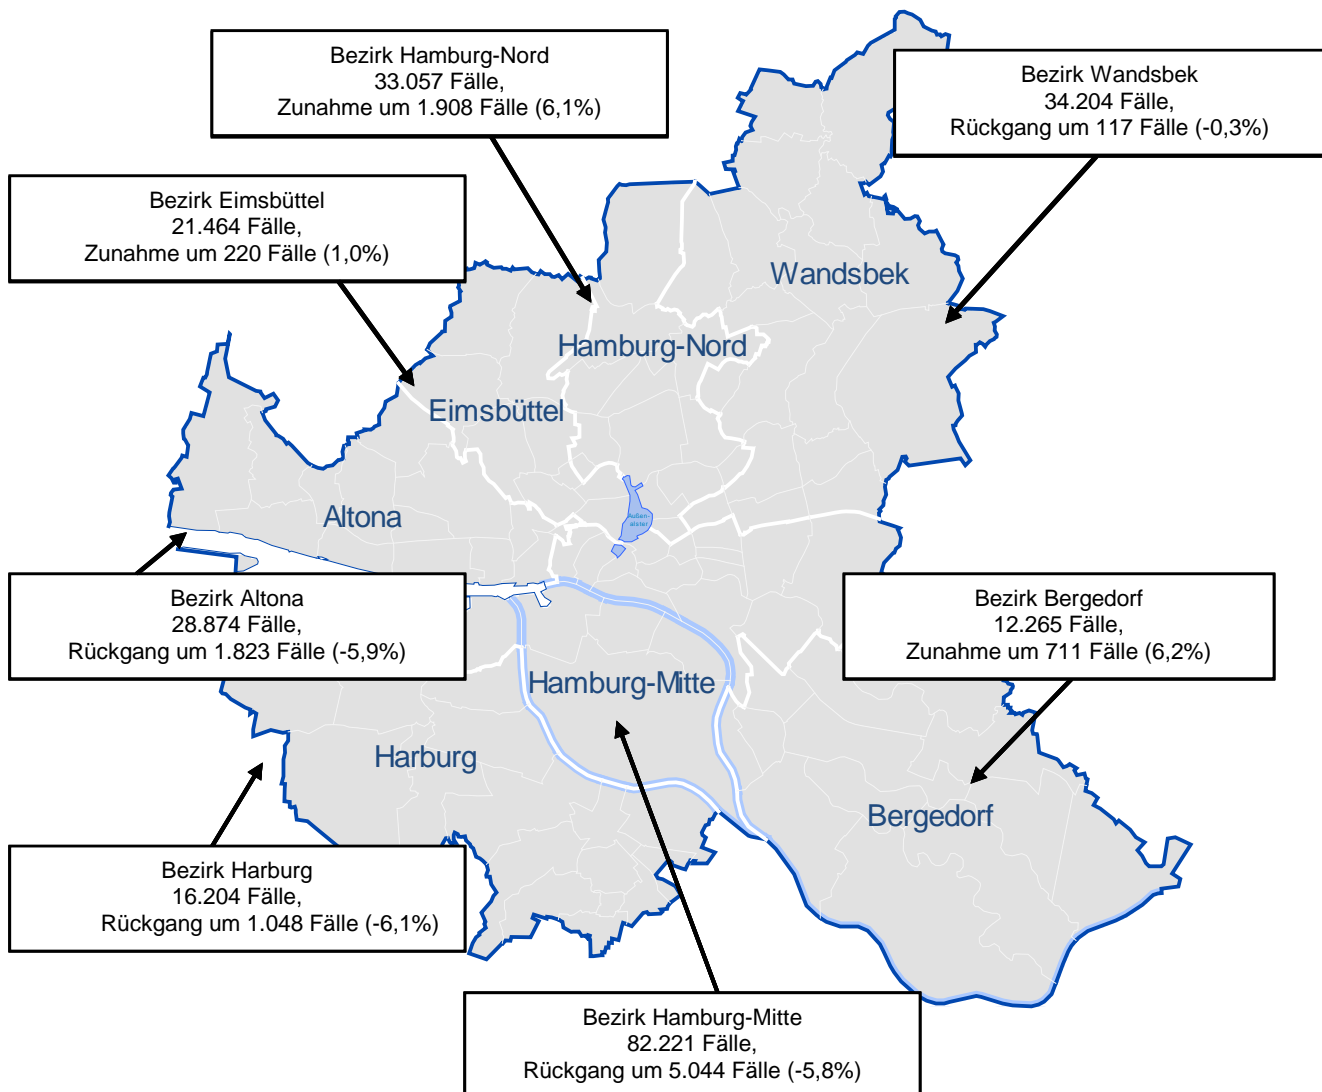 Bezirk Hamburg-Nord
33.057 Fälle,
Zunahme um 1.908 Fälle (6,1%)
Bezirk Wandsbek
34.204 Fälle,
Rückgang um 117 Fälle (-0,3%)
Bezirk Eimsbüttel
21.464 Fälle,
Zunahme um 220 Fälle (1,0%)
Wandsbek
Hamburg-Nord
Eimsbüttel
Altona
Außen-
alster
Bezirk Altona
28.874 Fälle,
Rückgang um 1.823 Fälle (-5,9%)
Bezirk Bergedorf
12.265 Fälle,
Zunahme um 711 Fälle (6,2%)
Hamburg-Mitte
Harburg
Bergedorf
Bezirk Harburg
16.204 Fälle,
Rückgang um 1.048 Fälle (-6,1%)
Bezirk Hamburg-Mitte
82.221 Fälle,
Rückgang um 5.044 Fälle (-5,8%)